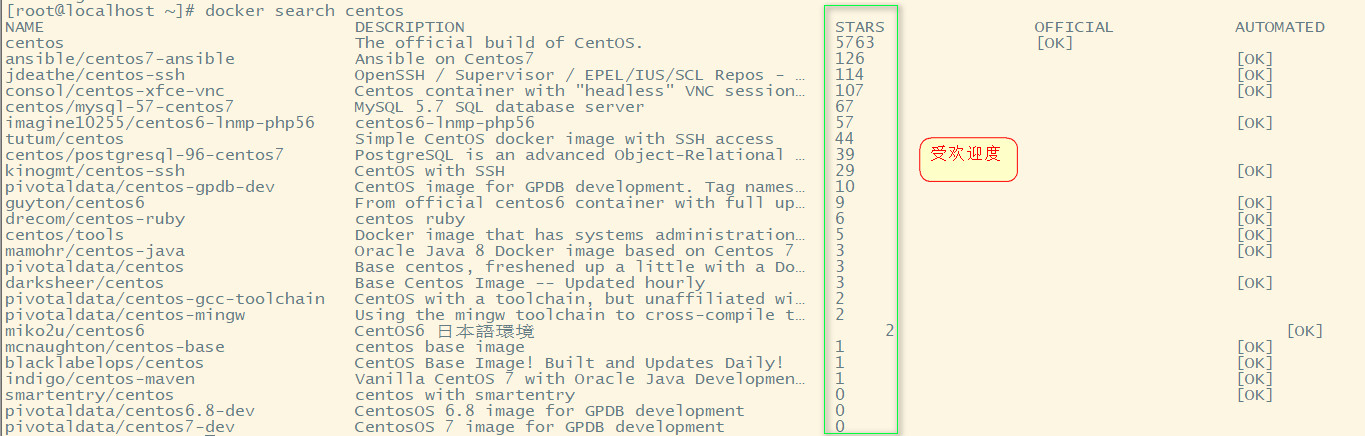 [root@localhost ~]# docker search centos
NAME DESCRIPTION STARS OFFICIAL AUTOMATED
centos The official build of CentOS. 5763 [OK]
ansible/centos7-ansible Ansible on Centos7 126 [OK]
jdeathe/centos-ssh OpenSSH / Supervisor / EPEL/IUS/SCL Repos - … 114 [OK]
consol/centos-xfce-vnc Centos container with "headless" VNC session… 107 [OK]
centos/mysql-57-centos7 MySQL 5.7 SQL database server 67
imagine10255/centos6-lnmp-php56 centos6-lnmp-php56 57 [OK]
tutum/centos Simple CentOS docker image with SSH access 44
centos/postgresql-96-centos7 PostgreSQL is an advanced Object-Relational … 39
受欢迎度
kinogmt/centos-ssh CentOS with SSH 29 [OK]
pivotaldata/centos-gpdb-dev CentOS image for GPDB development. Tag names… 10
guyton/centos6 From official centos6 container with full up… 9 [OK]
drecom/centos-ruby centos ruby 6 [OK]
centos/tools Docker image that has systems administration… 5 [OK]
mamohr/centos-java Oracle Java 8 Docker image based on Centos 7 3 [OK]
pivotaldata/centos Base centos, freshened up a little with a Do… 3
darksheer/centos Base Centos Image -- Updated hourly 3 [OK]
pivotaldata/centos-gcc-toolchain CentOS with a toolchain, but unaffiliated wi… 2
pivotaldata/centos-mingw Using the mingw toolchain to cross-compile t… 2
miko2u/centos6 CentOS6 日本語環境 2 [OK]
mcnaughton/centos-base centos base image 1 [OK]
blacklabelops/centos CentOS Base Image! Built and Updates Daily! 1 [OK]
indigo/centos-maven Vanilla CentOS 7 with Oracle Java Developmen… 1 [OK]
smartentry/centos centos with smartentry 0 [OK]
pivotaldata/centos6.8-dev CentosOS 6.8 image for GPDB development 0
pivotaldata/centos7-dev CentosOS 7 image for GPDB development 0